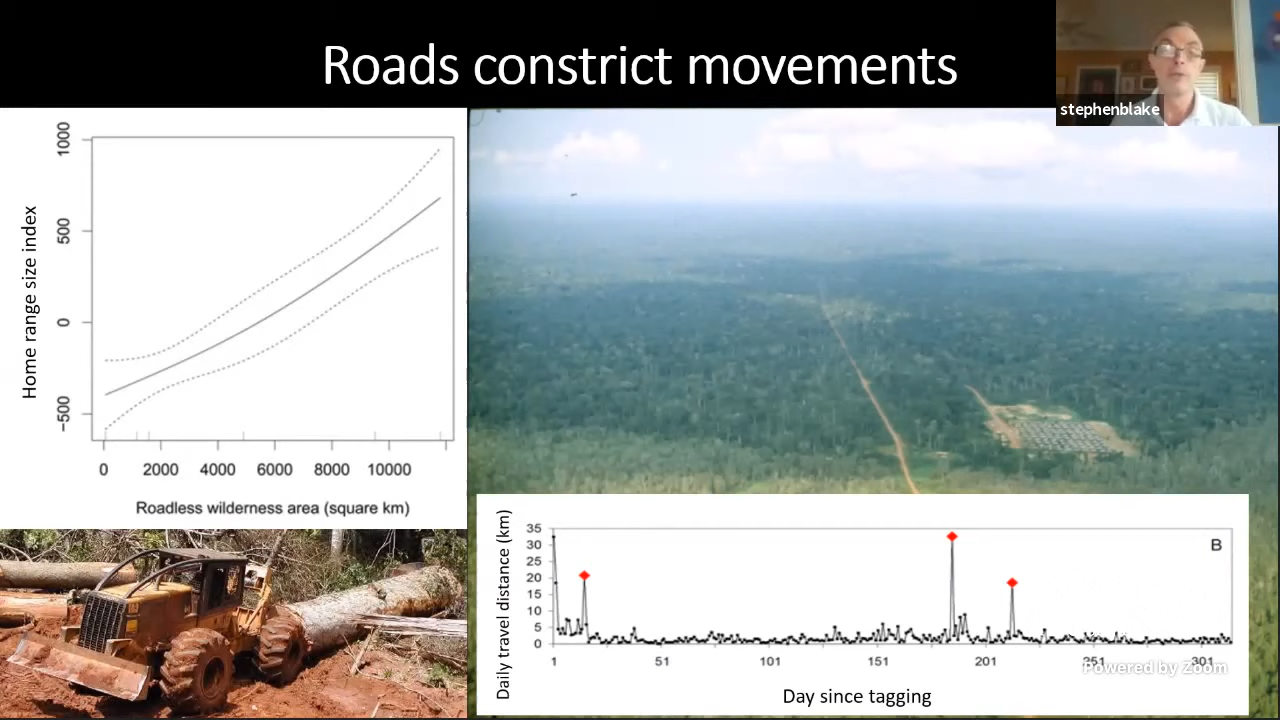 Roads constrict movements
stephenblake
Home range size index
1000
500
0
−500
0 2000 4000 6000 8000 10000
Roadless wilderness area (square km)
Daily travel distance (km)
35
30
25
20
15
10
5
0
B
1 51 101 151 201 251 301
Powered by Zoom
Day since tagging